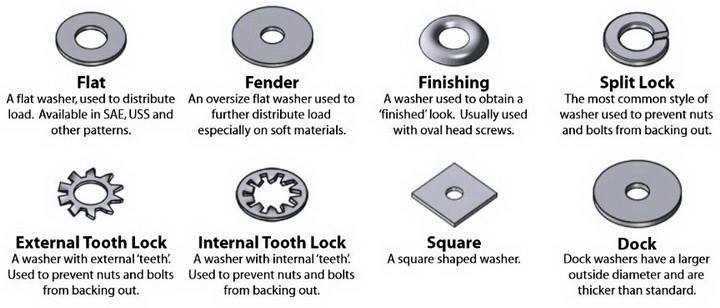 Flat
A flat washer, used to distribute
load. Available in SAE, USS and
other patterns.
Fender
An oversize flat washer used to
further distribute load
especially on soft materials.
Finishing
A washer used to obtain a
'finished' look. Usually used
with oval head screws.
Split Lock
The most common style of
washer used to prevent nuts
and bolts from backing out.
External Tooth Lock
A washer with external 'teeth'.
Used to prevent nuts and bolts
from backing out.
Internal Tooth Lock
A washer with internal 'teeth'.
Used to prevent nuts and bolts
from backing out.
Square
A square shaped washer.
Dock
Dock washers have a larger
outside diameter and are
thicker than standard.